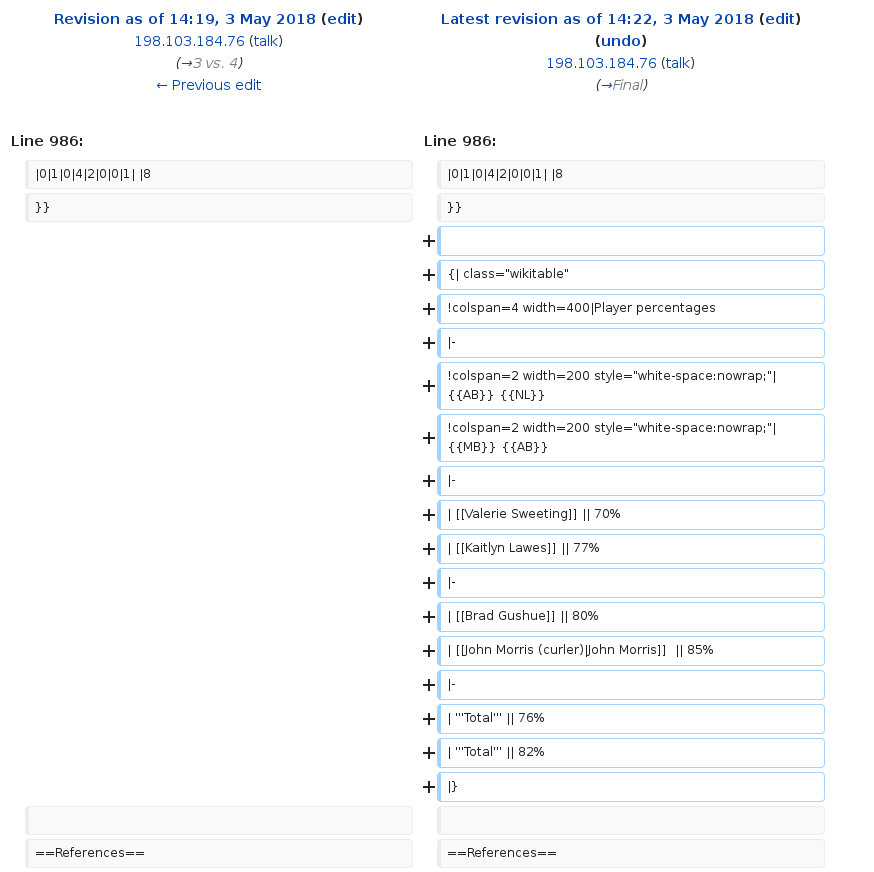 Revision as of 14:19, 3 May 2018 (edit)
198.103.184.76 (talk)
(→3 vs. 4)
← Previous edit
Latest revision as of 14:22, 3 May 2018 (edit)
(undo)
198.103.184.76 (talk)
(→Final)
Line 986:
Line 986:
|0|1|0|4|2|0|0|1| |8
|0|1|0|4|2|0|0|1| |8
}}
}}
+
+ {| class="wikitable"
+ !colspan=4 width=400|Player percentages
+ |-
+ !colspan=2 width=200 style="white-space:nowrap;"|
{{AB}} {{NL}}
+ !colspan=2 width=200 style="white-space:nowrap;"|
{{MB}} {{AB}}
+ |-
+ | [[Valerie Sweeting]] || 70%
+ | [[Kaitlyn Lawes]] || 77%
+ |-
+ | [[Brad Gushue]] || 80%
+ | [[John Morris (curler)|John Morris]]  || 85%
+ |-
+ | '''Total''' || 76%
+ | '''Total''' || 82%
+ |}
==References==
==References==